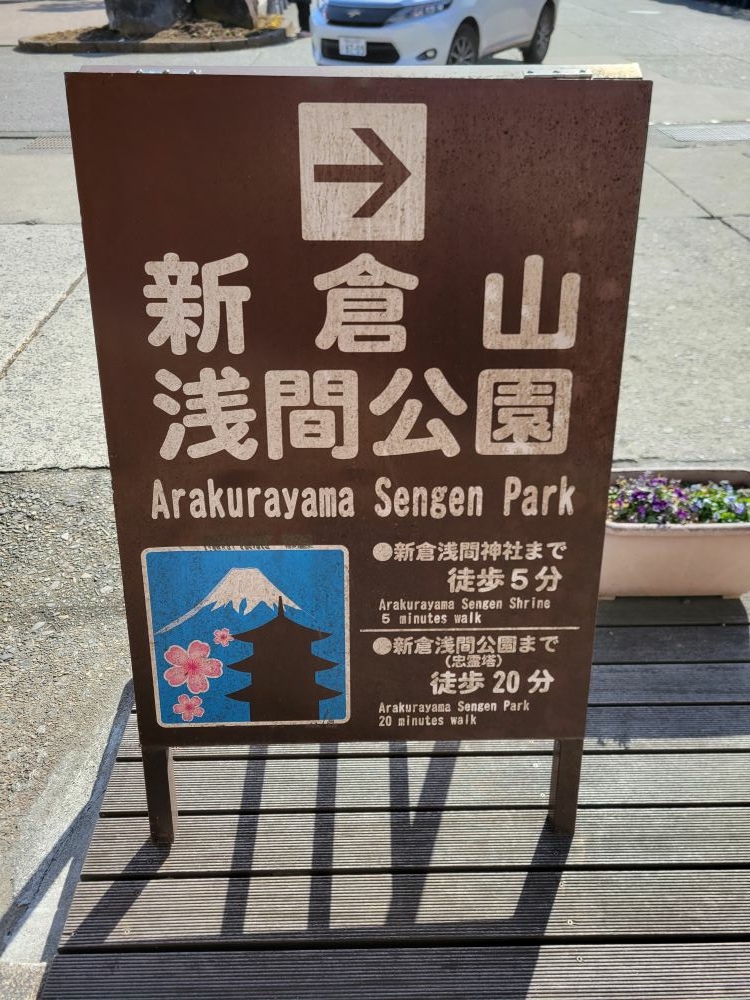 →
新倉山
浅間公園
Arakurayama Sengen Park
●新倉浅間神社まで
徒歩5分
Arakurayama Sengen Shrine
5 minutes walk
●新倉浅間公園まで
(忠霊塔)
徒歩20分
Arakurayama Sengen Park
20 minutes walk